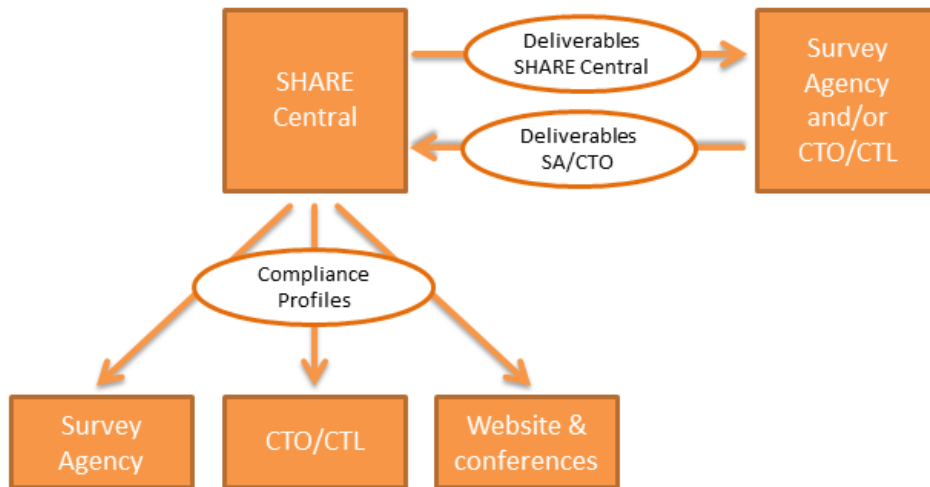 SHARE
Central
Deliverables
SHARE Central
Survey
Agency
and/or
CTO/CTL
Deliverables
SA/CTO
Compliance
Profiles
Survey
Agency
CTO/CTL
Website &
conferences